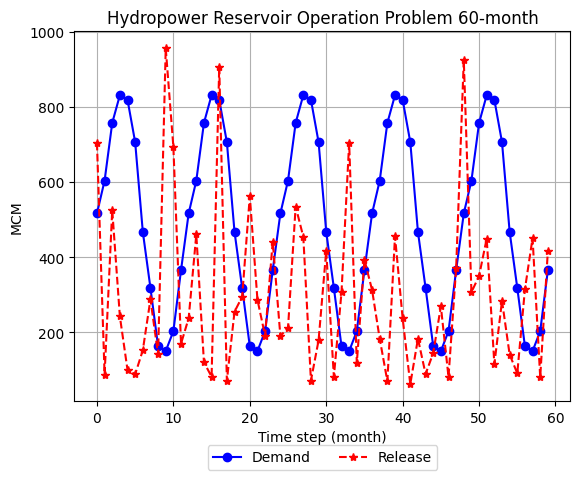 Hydropower Reservoir Operation Problem 60-month
1000
800
600
400
200
MCM
0 10 20 30 40 50 60
Time step (month)
Demand Release